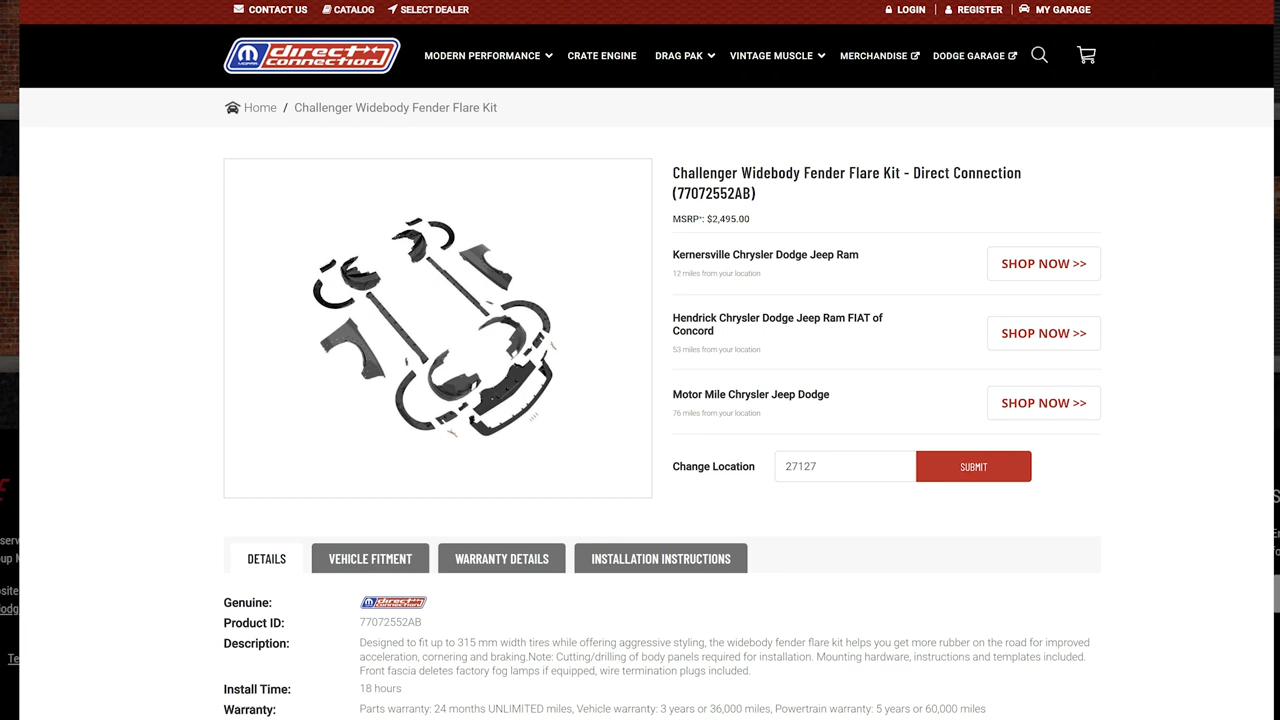 CONTACT US
CATALOG
SELECT DEALER
LOGIN
REGISTER
MY GARAGE
MOPAR
direct connection
MODERN PERFORMANCE
CRATE ENGINE
DRAG PAK
VINTAGE MUSCLE
MERCHANDISE
DODGE GARAGE
Home / Challenger Widebody Fender Flare Kit
Challenger Widebody Fender Flare Kit - Direct Connection
(77072552AB)
MSRP*: $2,495.00
Kernersville Chrysler Dodge Jeep Ram
12 miles from your location
SHOP NOW >>
Hendrick Chrysler Dodge Jeep Ram FIAT of
Concord
53 miles from your location
SHOP NOW >>
Motor Mile Chrysler Jeep Dodge
76 miles from your location
SHOP NOW >>
Change Location
27127
SUBMIT
DETAILS
VEHICLE FITMENT
WARRANTY DETAILS
INSTALLATION INSTRUCTIONS
Genuine:
direct connection
Product ID:
77072552AB
Description:
Designed to fit up to 315 mm width tires while offering aggressive styling, the widebody fender flare kit helps you get more rubber on the road for improved
acceleration, cornering and braking.Note: Cutting/drilling of body panels required for installation. Mounting hardware, instructions and templates included.
Front fascia deletes factory fog lamps if equipped, wire termination plugs included.
Install Time:
18 hours
Warranty:
Parts warranty: 24 months UNLIMITED miles, Vehicle warranty: 3 years or 36,000 miles, Powertrain warranty: 5 years or 60,000 miles